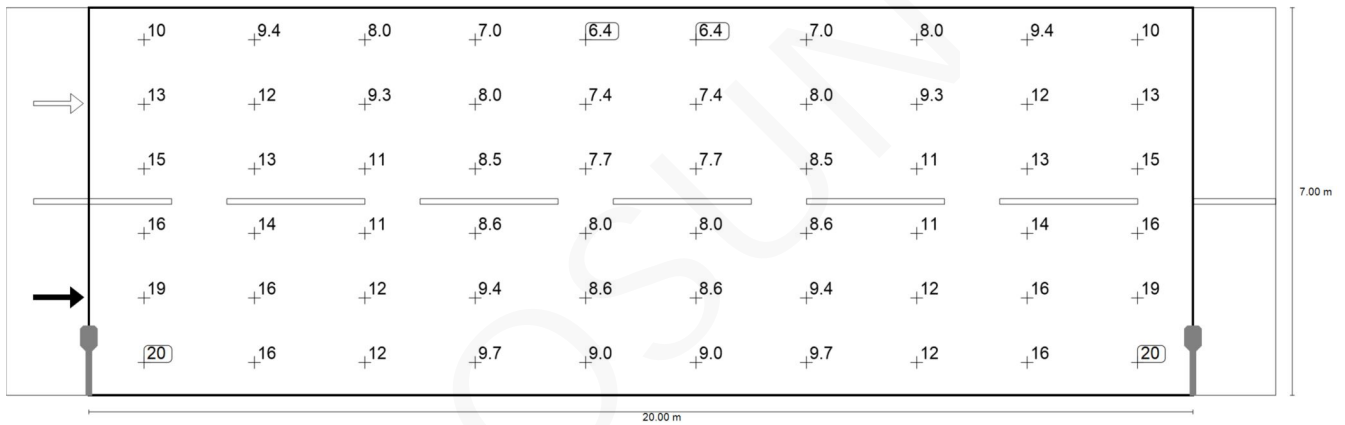 10 9.4 8.0 7.0 6.4 6.4 7.0 8.0 9.4 10
13 12 9.3 8.0 7.4 7.4 8.0 9.3 12 13
15 13 11 8.5 7.7 7.7 8.5 11 13 15
7.00 m
16 14 11 8.6 8.0 8.0 8.6 11 14 16
19 16 12 9.4 8.6 8.6 9.4 12 16 19
20 16 12 9.7 9.0 9.0 9.7 12 16 20
20.00 m
OSUM